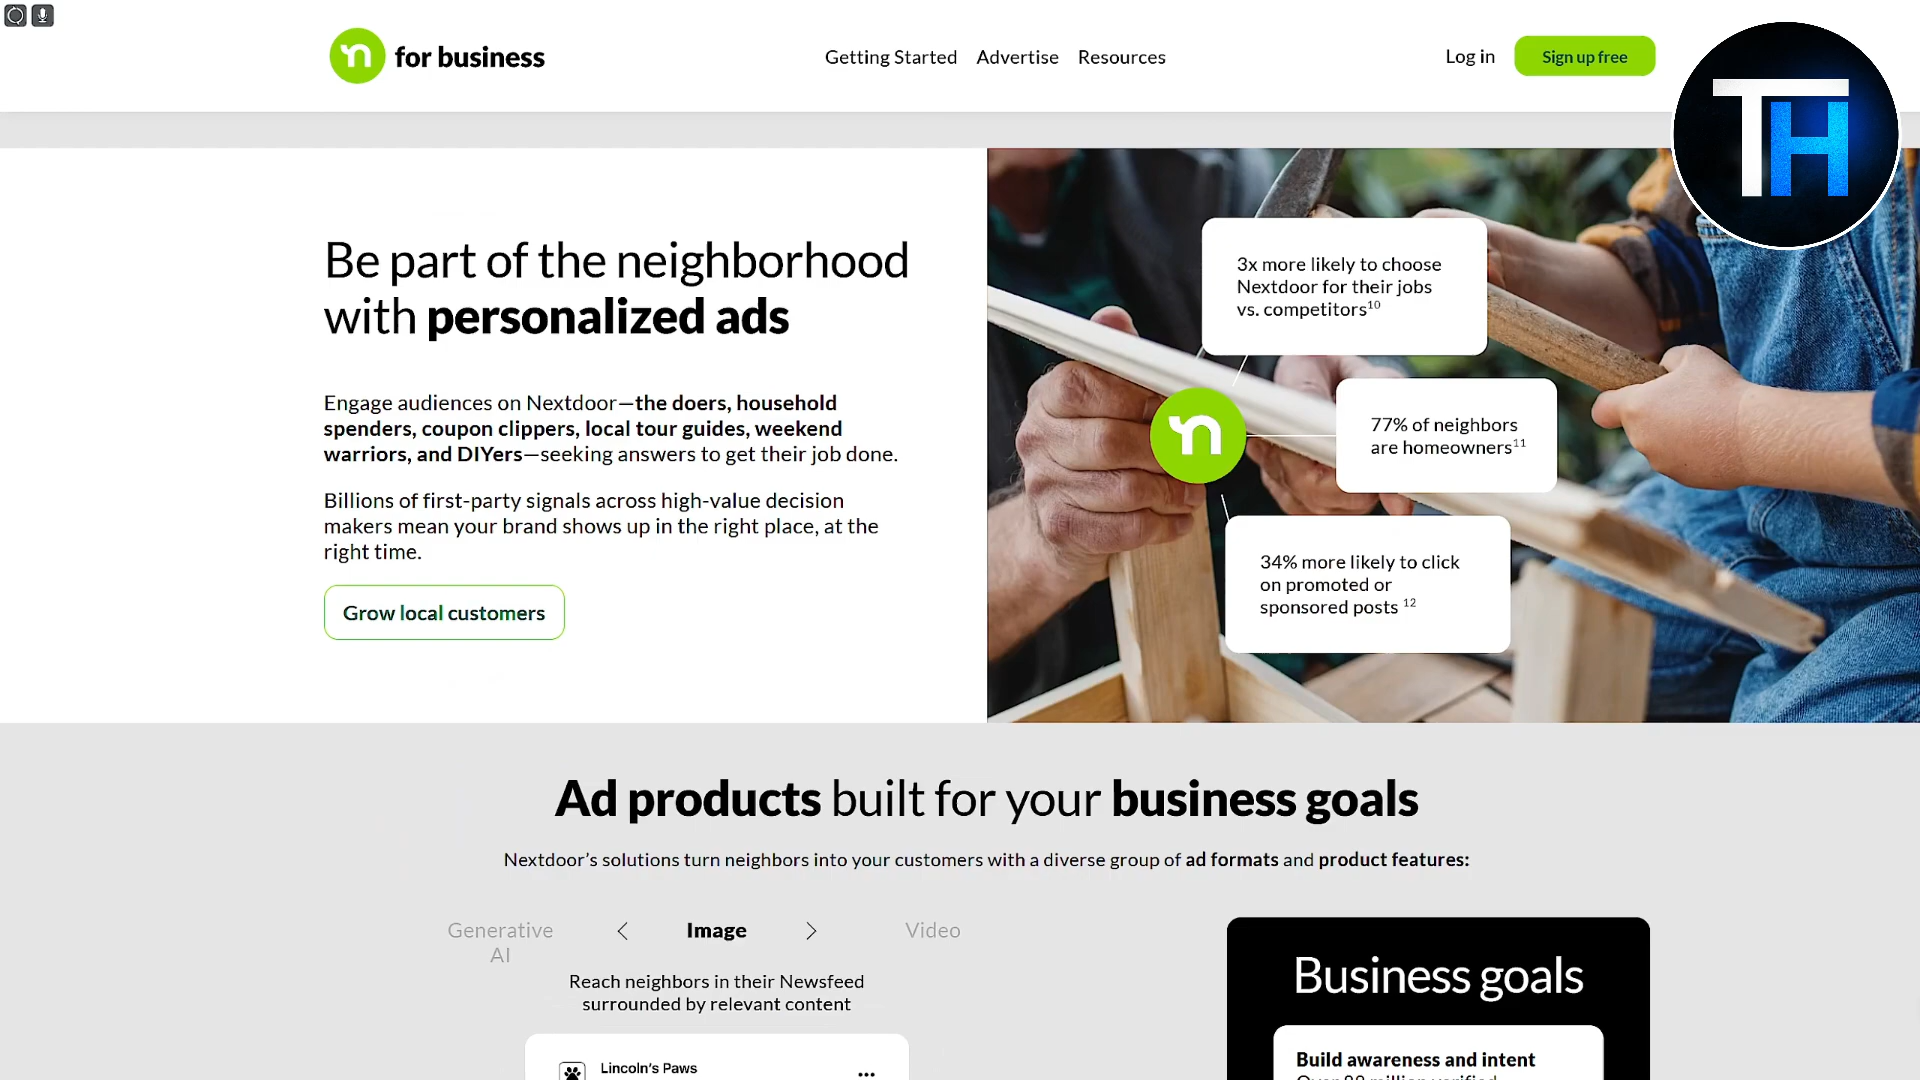 for business
Getting Started Advertise Resources
Log in
Sign up free
TH
Be part of the neighborhood
with personalized ads
Engage audiences on Nextdoor—the doers, household
spenders, coupon clippers, local tour guides, weekend
warriors, and DIYers—seeking answers to get their job done.
Billions of first-party signals across high-value decision
makers mean your brand shows up in the right place, at the
right time.
Grow local customers
3x more likely to choose
Nextdoor for their jobs
vs. competitors¹⁰
77% of neighbors
are homeowners¹¹
34% more likely to click
on promoted or
sponsored posts ¹²
Ad products built for your business goals
Nextdoor's solutions turn neighbors into your customers with a diverse group of ad formats and product features:
Generative
AI
Image
Video
Reach neighbors in their Newsfeed
surrounded by relevant content
Lincoln's Paws
Business goals
Build awareness and intent